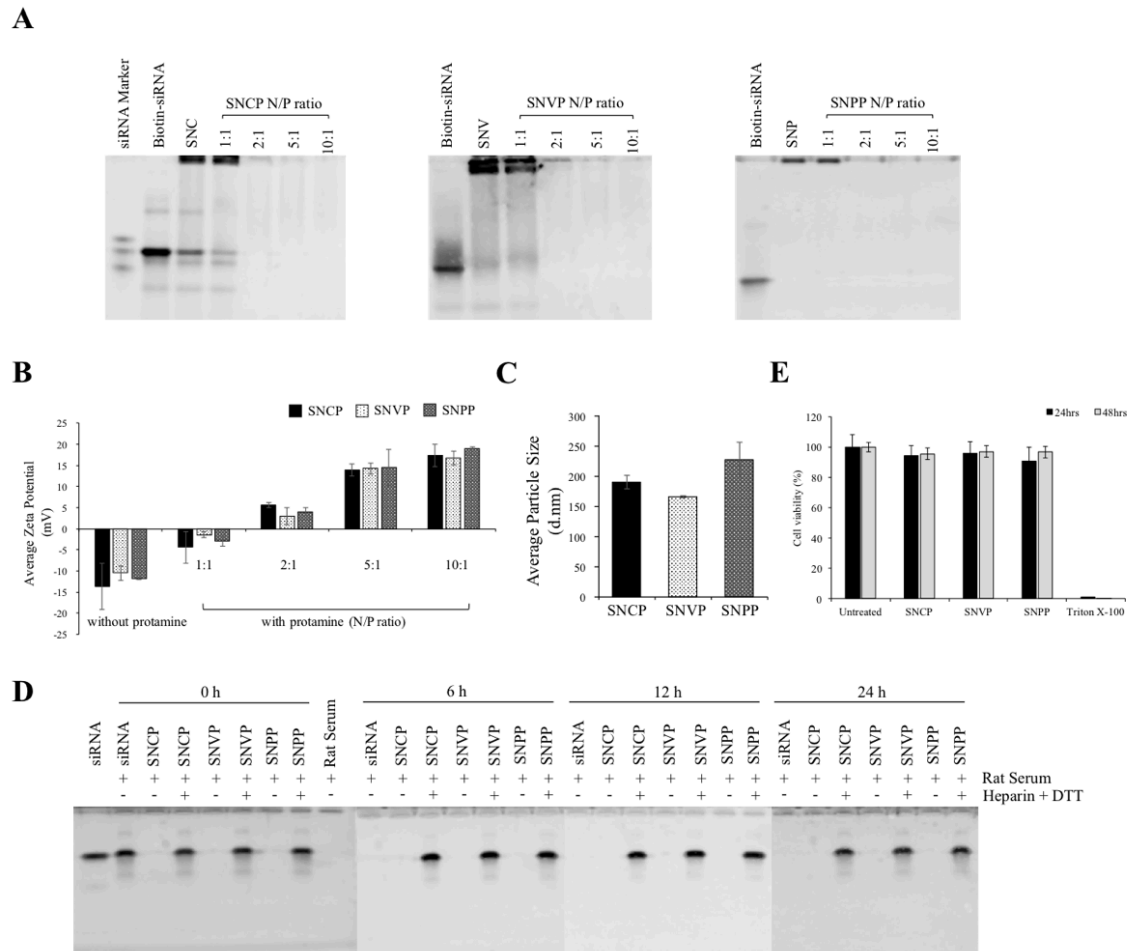 A
siRNA Marker
Biotin-siRNA
SNC
SNCP N/P ratio
1:1
2:1
5:1
10:1
Biotin-siRNA
SNV
SNVP N/P ratio
1:1
2:1
5:1
10:1
Biotin-siRNA
SNP
SNPP N/P ratio
1:1
2:1
5:1
10:1
B
SNCP SNVP SNPP
Average Zeta Potential
(mV)
25
20
15
10
5
0
-5
-10
-15
-20
-25
1:1 2:1 5:1 10:1
without protamine with protamine (N/P ratio)
C
Average Particle Size
(d.nm)
300
250
200
150
100
50
0
SNCP SNVP SNPP
E
24hrs 48hrs
Cell viability (%)
120
100
80
60
40
20
0
Untreated SNCP SNVP SNPP Triton X-100
D
0 h 6 h 12 h 24 h
siRNA siRNA SNCP SNCP SNVP SNVP SNPP SNPP Rat Serum siRNA SNCP SNCP SNVP SNVP SNPP SNPP siRNA SNCP SNCP SNVP SNVP SNPP SNPP siRNA SNCP SNCP SNVP SNVP SNPP SNPP
+ + + + + + + + + + + + + + + + + + + + + + + + + + + + + Rat Serum
- - + - + - + - - + - + - + - - + - + - + - - + - + - + Heparin + DTT